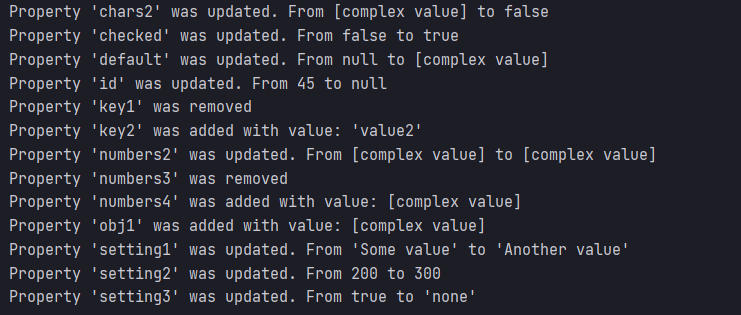 Property 'chars2' was updated. From [complex value] to false
Property 'checked' was updated. From false to true
Property 'default' was updated. From null to [complex value]
Property 'id' was updated. From 45 to null
Property 'key1' was removed
Property 'key2' was added with value: 'value2'
Property 'numbers2' was updated. From [complex value] to [complex value]
Property 'numbers3' was removed
Property 'numbers4' was added with value: [complex value]
Property 'obj1' was added with value: [complex value]
Property 'setting1' was updated. From 'Some value' to 'Another value'
Property 'setting2' was updated. From 200 to 300
Property 'setting3' was updated. From true to 'none'